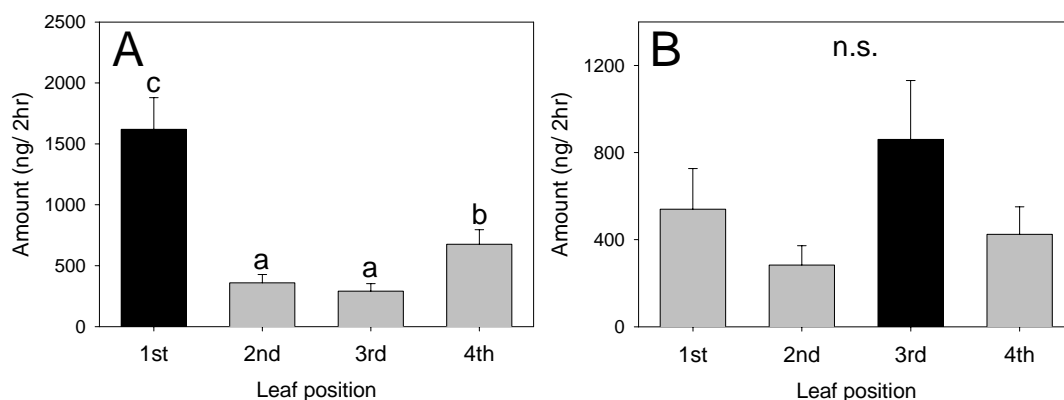 A
Amount (ng/ 2hr)
2500
2000
1500
1000
500
0
c
a
a
b
1st
2nd
3rd
4th
Leaf position
B
n.s.
Amount (ng/ 2hr)
1200
800
400
0
1st
2nd
3rd
4th
Leaf position